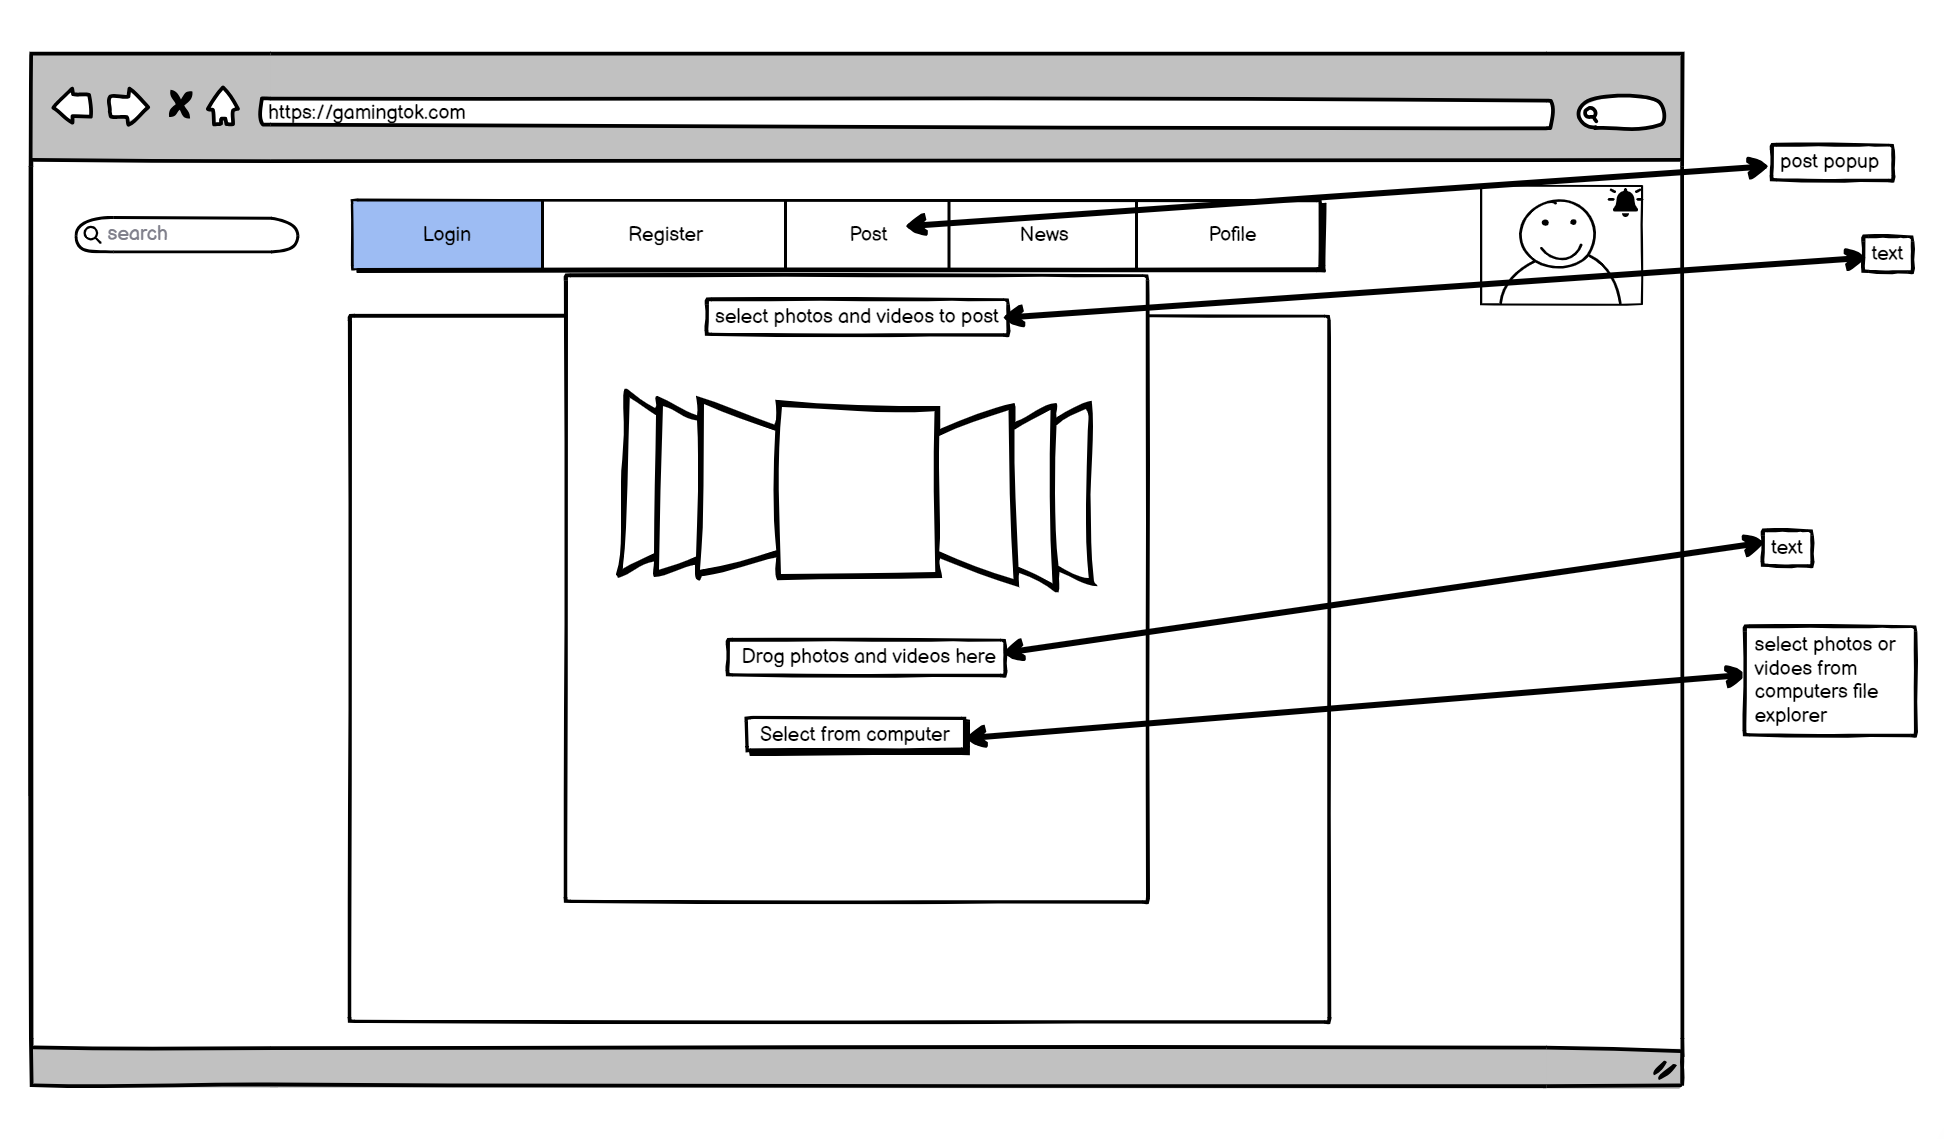 https://gamingtok.com
post popup
search
Login
Register
Post
News
Pofile
text
select photos and videos to post
text
Drog photos and videos here
select photos or
vidoes from
computers file
explorer
Select from computer